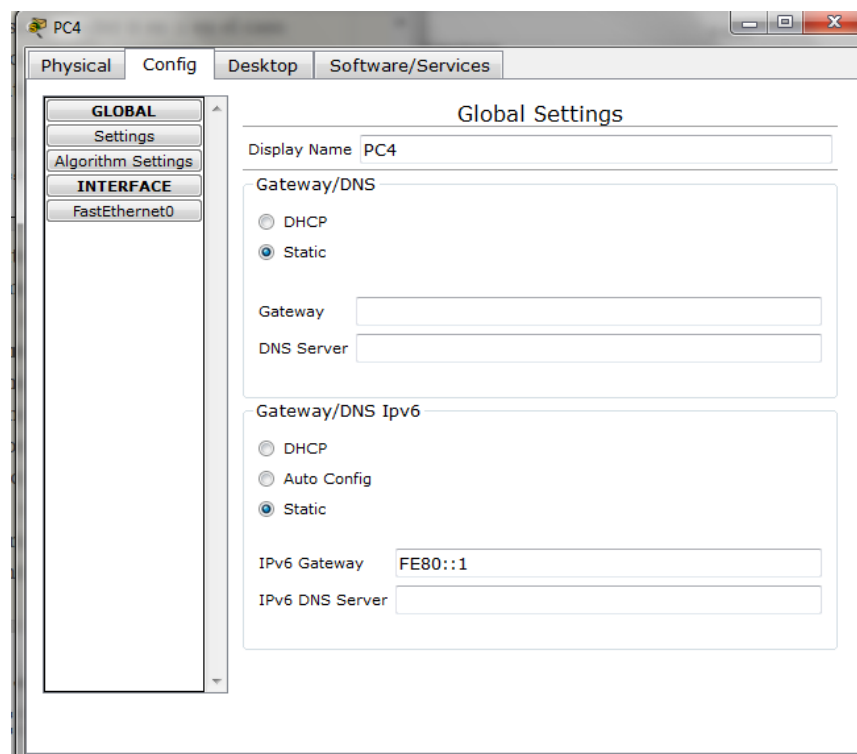 PC4
Physical Config Desktop Software/Services
GLOBAL
Settings
Algorithm Settings
INTERFACE
FastEthernet0
Global Settings
Display Name PC4
Gateway/DNS
DHCP
Static
Gateway
DNS Server
Gateway/DNS Ipv6
DHCP
Auto Config
Static
IPv6 Gateway FE80::1
IPv6 DNS Server